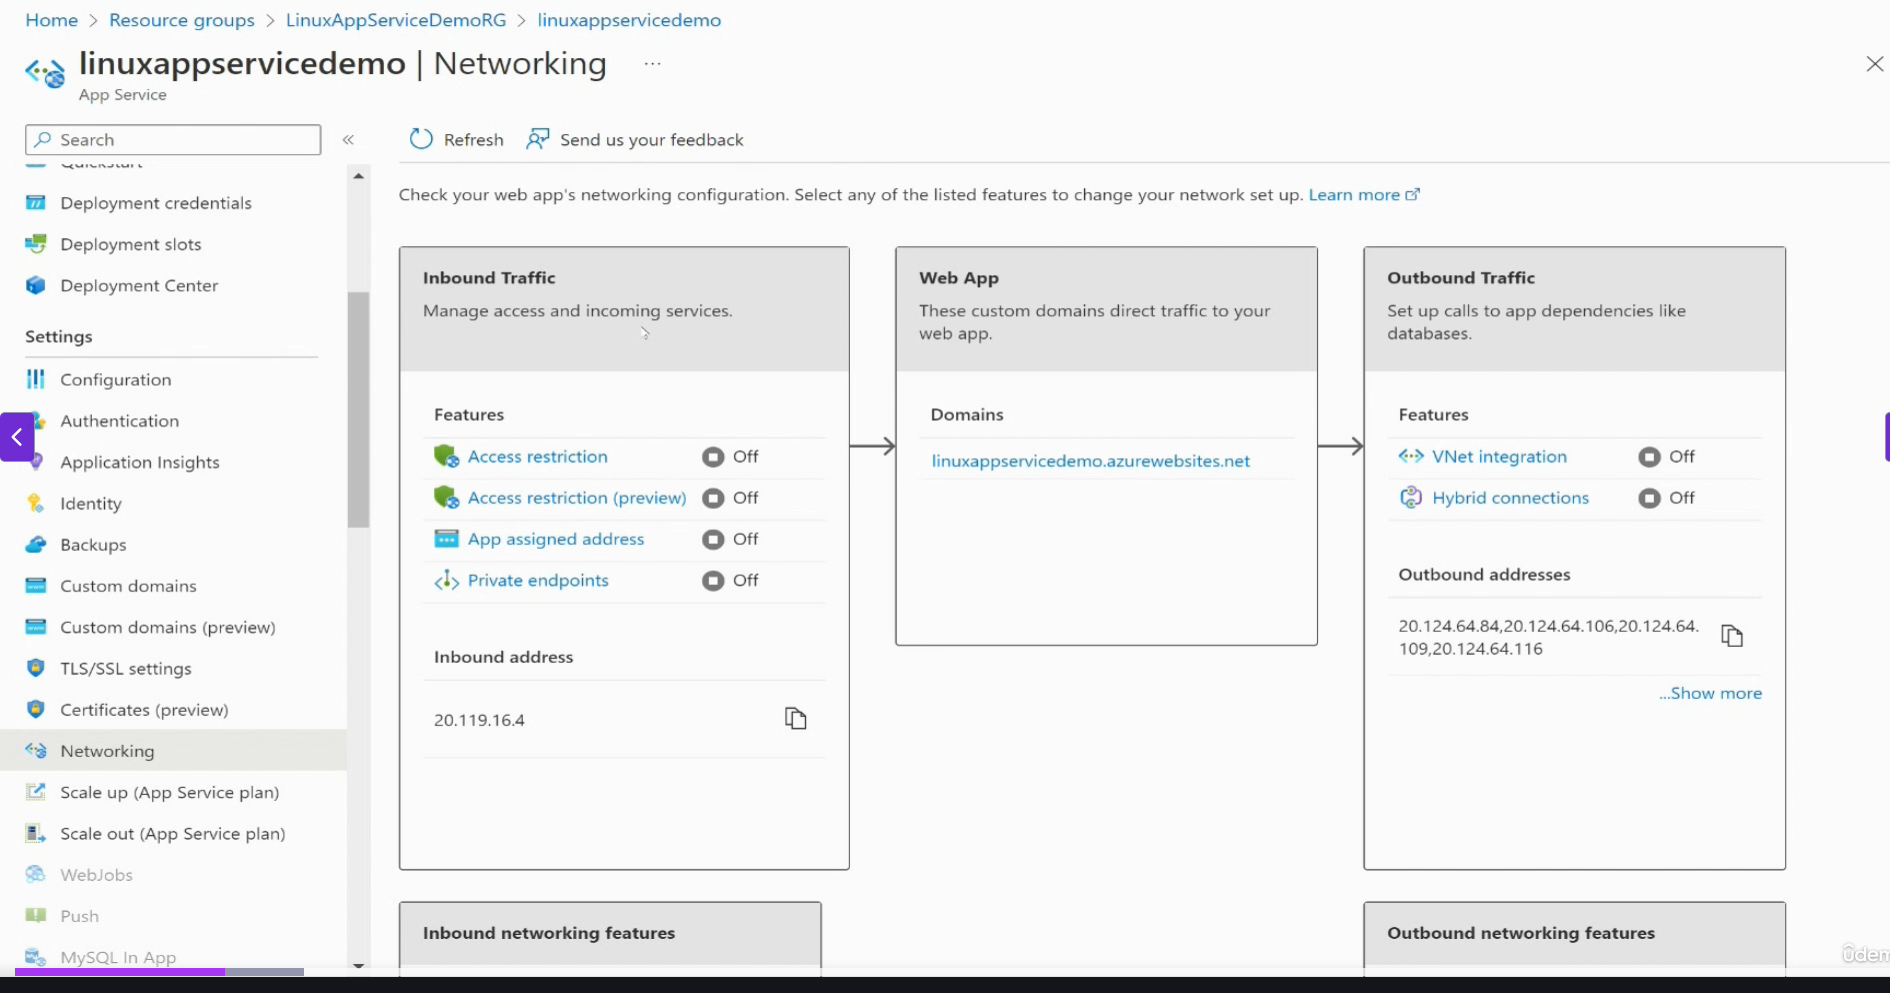 Home > Resource groups > LinuxAppServiceDemoRG > linuxappservicedemo
linuxappservicedemo | Networking ...
App Service
Search
«
Quickstart
Deployment credentials
Deployment slots
Deployment Center
Settings
Configuration
Authentication
Application Insights
Identity
Backups
Custom domains
Custom domains (preview)
TLS/SSL settings
Certificates (preview)
Networking
Scale up (App Service plan)
Scale out (App Service plan)
WebJobs
Push
MySQL In App
Refresh
Send us your feedback
Check your web app's networking configuration. Select any of the listed features to change your network set up. Learn more
Inbound Traffic
Manage access and incoming services.
Features
Access restriction Off
Access restriction (preview) Off
App assigned address Off
Private endpoints Off
Inbound address
20.119.16.4
Web App
These custom domains direct traffic to your
web app.
Domains
linuxappservicedemo.azurewebsites.net
Outbound Traffic
Set up calls to app dependencies like
databases.
Features
VNet integration Off
Hybrid connections Off
Outbound addresses
20.124.64.84,20.124.64.106,20.124.64.
109,20.124.64.116
...Show more
Inbound networking features
Outbound networking features
ûdem